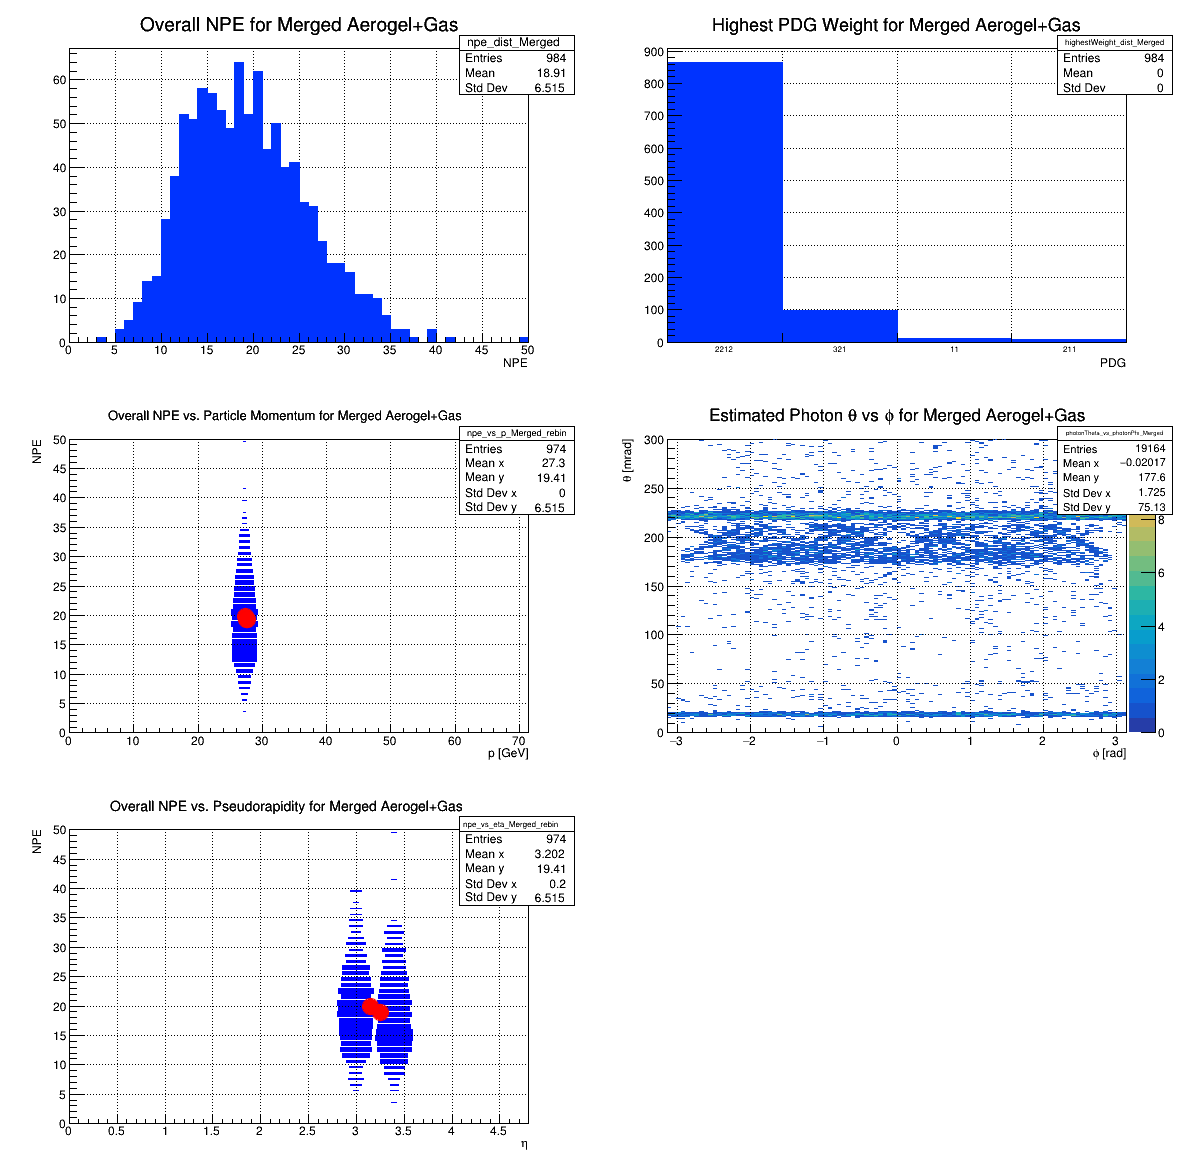 Overall NPE for Merged Aerogel+Gas
npe_dist_Merged
Entries 984
Mean 18.91
Std Dev 6.515
60
50
40
30
20
10
0
0 5 10 15 20 25 30 35 40 45 50
NPE
Highest PDG Weight for Merged Aerogel+Gas
highestWeight_dist_Merged
Entries 984
Mean 0
Std Dev 0
900
800
700
600
500
400
300
200
100
0
2212 321 11 211
PDG
Overall NPE vs. Particle Momentum for Merged Aerogel+Gas
npe_vs_p_Merged_rebin
Entries 974
Mean x 27.3
Mean y 19.41
Std Dev x 0
Std Dev y 6.515
NPE
50
45
40
35
30
25
20
15
10
5
0
0 10 20 30 40 50 60 70
p [GeV]
Estimated Photon θ vs ϕ for Merged Aerogel+Gas
photonTheta_vs_photonPhi_Merged
Entries 19164
Mean x −0.02017
Mean y 177.6
Std Dev x 1.725
Std Dev y 75.13
θ [mrad]
300
250
200
150
100
50
0
−3 −2 −1 0 1 2 3
ϕ [rad]
8
6
4
2
0
Overall NPE vs. Pseudorapidity for Merged Aerogel+Gas
npe_vs_eta_Merged_rebin
Entries 974
Mean x 3.202
Mean y 19.41
Std Dev x 0.2
Std Dev y 6.515
NPE
50
45
40
35
30
25
20
15
10
5
0
0 0.5 1 1.5 2 2.5 3 3.5 4 4.5
η